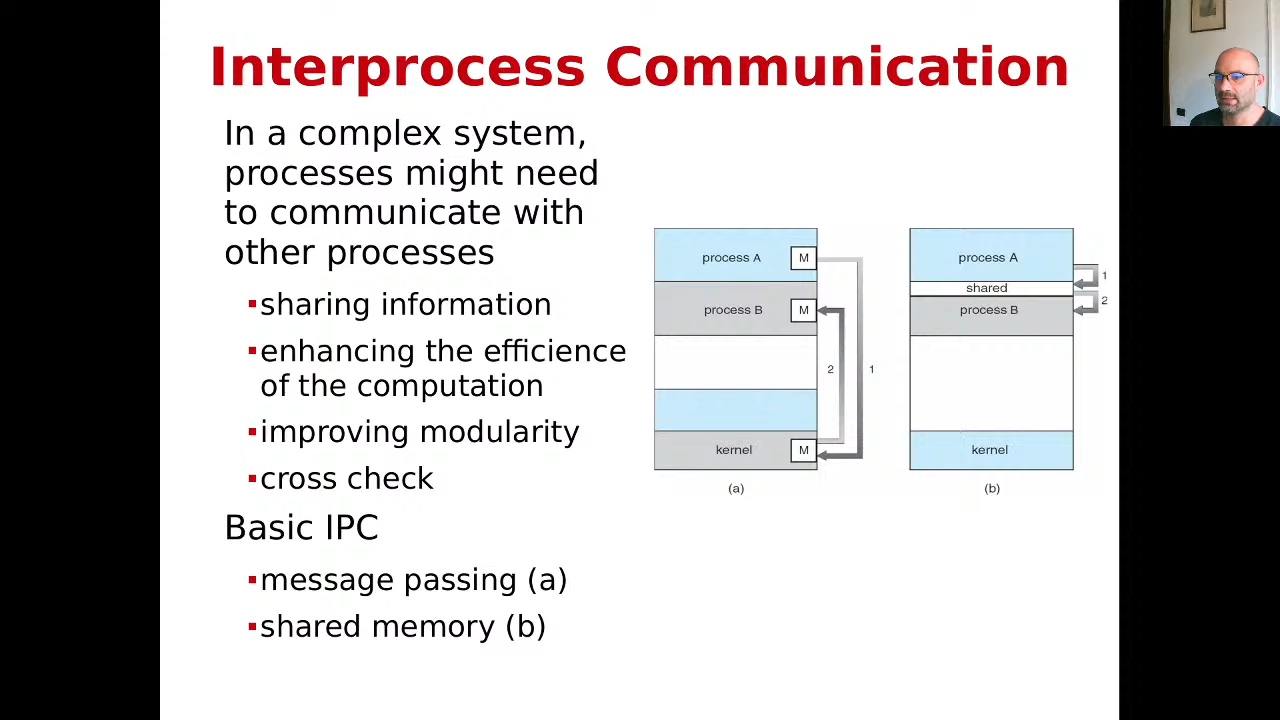 Interprocess Communication
In a complex system,
processes might need
to communicate with
other processes
▪sharing information
▪enhancing the efficience
of the computation
▪improving modularity
▪cross check
Basic IPC
▪message passing (a)
▪shared memory (b)
process A
M
process B
M
2
1
kernel
M
(a)
process A
1
shared
2
process B
kernel
(b)